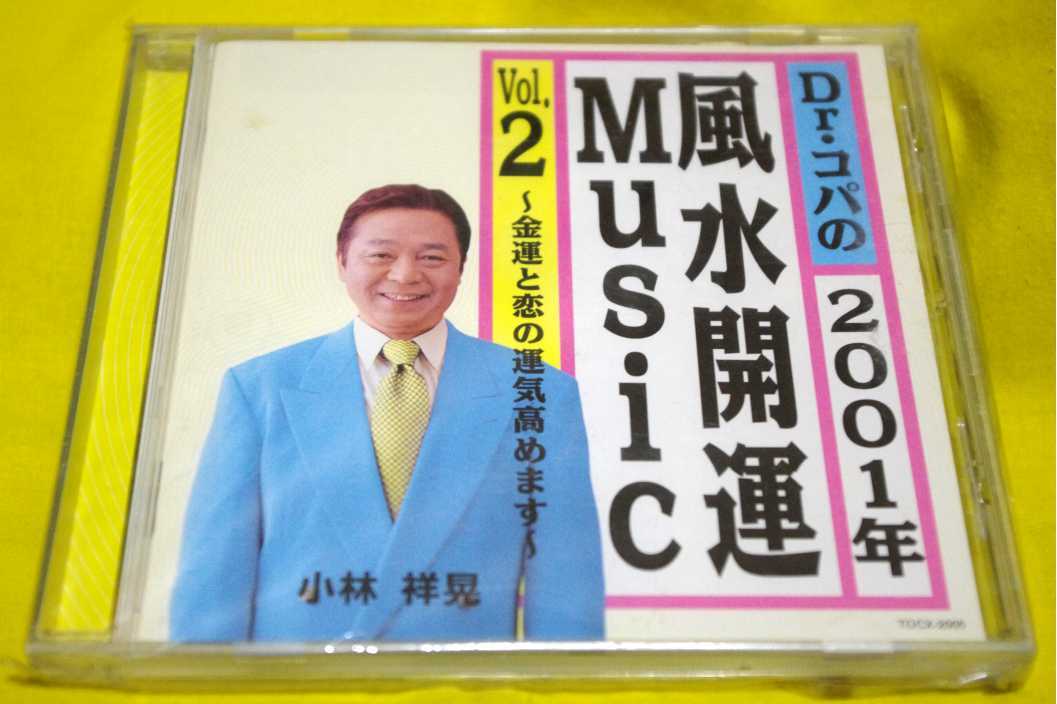 Dr・コパの
2001年
風水開運
Music
Vol.
2
～金運と恋の運気高めます～
小林 祥晃